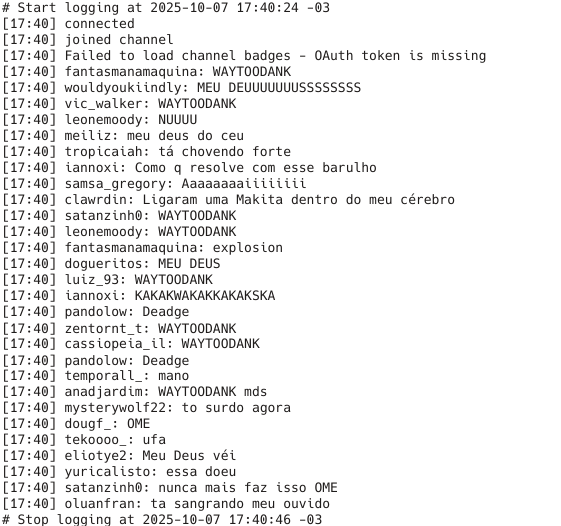 # Start logging at 2025-10-07 17:40:24 -03
[17:40] connected
[17:40] joined channel
[17:40] Failed to load channel badges - OAuth token is missing
[17:40] fantasmanamaquina: WAYTOODANK
[17:40] wouldyoukiindly: MEU DEUUUUUUUSSSSSSSS
[17:40] vic_walker: WAYTOODANK
[17:40] leonemoody: NUUUU
[17:40] meiliz: meu deus do ceu
[17:40] tropicaiah: tá chovendo forte
[17:40] iannoxi: Como q resolve com esse barulho
[17:40] samsa_gregory: Aaaaaaaaiiiiiiii
[17:40] clawrdin: Ligaram uma Makita dentro do meu cérebro
[17:40] satanzinh0: WAYTOODANK
[17:40] leonemoody: WAYTOODANK
[17:40] fantasmanamaquina: explosion
[17:40] dogueritos: MEU DEUS
[17:40] luiz_93: WAYTOODANK
[17:40] iannoxi: KAKAKWAKAKKAKAKSKA
[17:40] pandolow: Deadge
[17:40] zentornt_t: WAYTOODANK
[17:40] cassiopeia_il: WAYTOODANK
[17:40] pandolow: Deadge
[17:40] temporall_: mano
[17:40] anadjardim: WAYTOODANK mds
[17:40] mysterywolf22: to surdo agora
[17:40] dougf_: OME
[17:40] tekoooo_: ufa
[17:40] eliotye2: Meu Deus véi
[17:40] yuricalisto: essa doeu
[17:40] satanzinh0: nunca mais faz isso OME
[17:40] oluanfran: ta sangrando meu ouvido
# Stop logging at 2025-10-07 17:40:46 -03